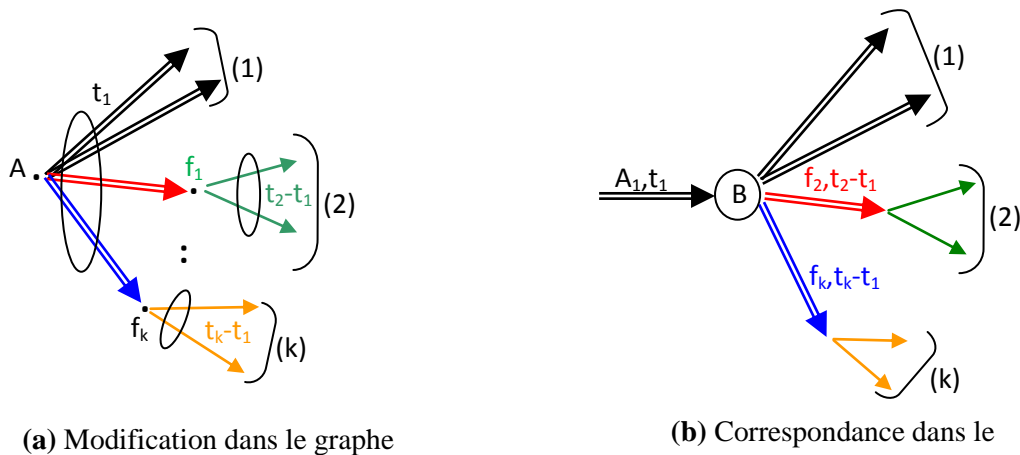 (1)
t₁
A
f₁
t₂-t₁
(2)
:
fₖ
tₖ-t₁
(k)
(a) Modification dans le graphe
(1)
A₁,t₁
B
f₂,t₂-t₁
(2)
fₖ,tₖ-t₁
(k)
(b) Correspondance dans le